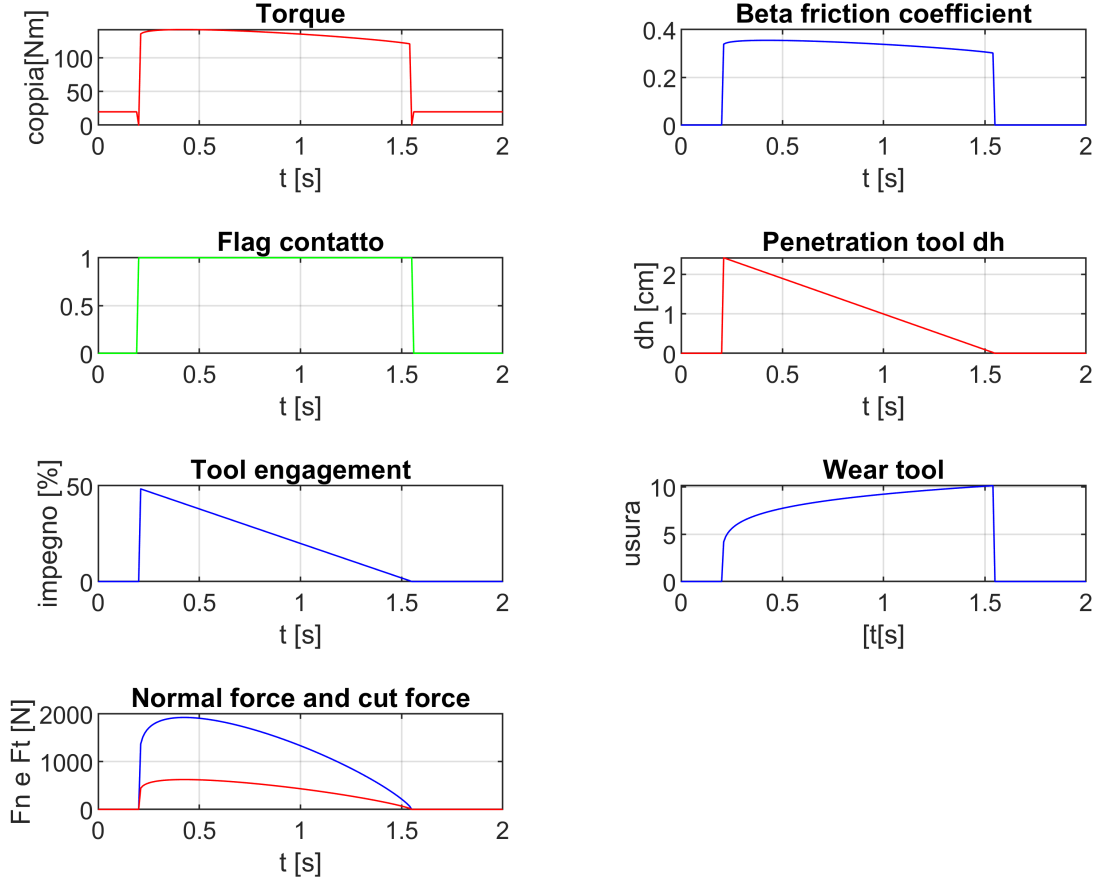 Torque
coppia[Nm]
100
50
0
0 0.5 1 1.5 2
t [s]
Beta friction coefficient
0.4
0.2
0
0 0.5 1 1.5 2
t [s]
Flag contatto
1
0.5
0
0 0.5 1 1.5 2
t [s]
Penetration tool dh
dh [cm]
2
1
0
0 0.5 1 1.5 2
t [s]
Tool engagement
impegno [%]
50
0
0 0.5 1 1.5 2
t [s]
Wear tool
usura
10
5
0
0 0.5 1 1.5 2
[t[s]
Normal force and cut force
Fn e Ft [N]
2000
1000
0
0 0.5 1 1.5 2
t [s]